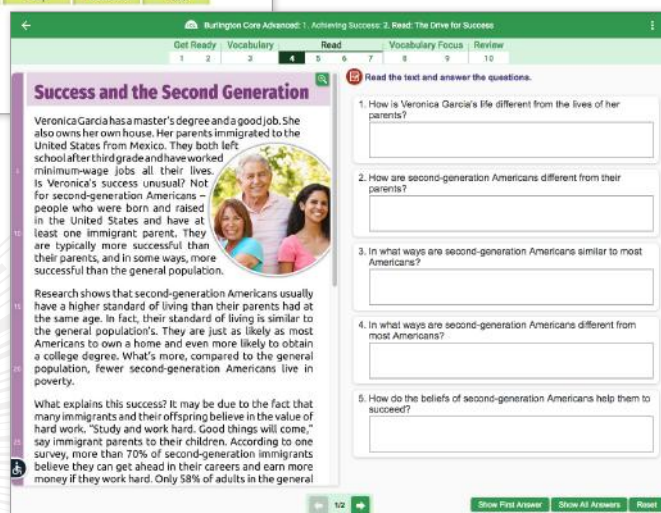 Burlington Core Advanced: 1. Achieving Success: 2. Read: The Drive for Success
Get Ready Vocabulary Read Vocabulary Focus Review
1 2 3 4 5 6 7 8 9 10
Success and the Second Generation
Veronica Garcia has a master's degree and a good job. She
also owns her own house. Her parents immigrated to the
United States from Mexico. They both left
school after third grade and have worked
5 minimum-wage jobs all their lives.
Is Veronica's success unusual? Not
for second-generation Americans –
people who were born and raised
in the United States and have at
10 least one immigrant parent. They
are typically more successful than
their parents, and in some ways, more
successful than the general population.
Research shows that second-generation Americans usually
15 have a higher standard of living than their parents had at
the same age. In fact, their standard of living is similar to
the general population's. They are just as likely as most
Americans to own a home and even more likely to obtain
a college degree. What's more, compared to the general
20 population, fewer second-generation Americans live in
poverty.
What explains this success? It may be due to the fact that
many immigrants and their offspring believe in the value of
hard work. "Study and work hard. Good things will come,"
25 say immigrant parents to their children. According to one
survey, more than 70% of second-generation immigrants
believe they can get ahead in their careers and earn more
money if they work hard. Only 58% of adults in the general
Read the text and answer the questions.
1. How is Veronica Garcia's life different from the lives of her
parents?
2. How are second-generation Americans different from their
parents?
3. In what ways are second-generation Americans similar to most
Americans?
4. In what ways are second-generation Americans different from
most Americans?
5. How do the beliefs of second-generation Americans help them to
succeed?
1/2
Show First Answer Show All Answers Reset